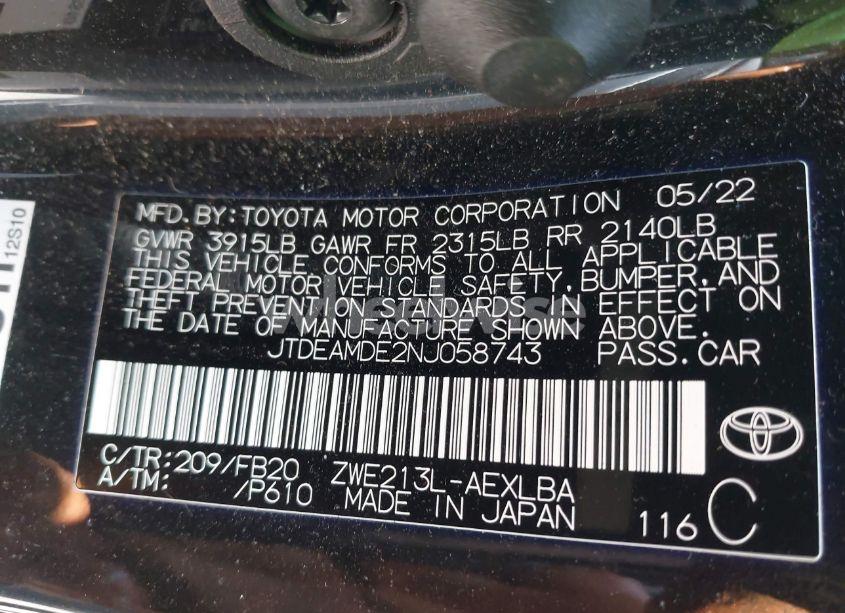 MFD.BY:TOYOTA MOTOR CORPORATION 05/22
GVWR 3915LB GAWR FR 2315LB RR 2140LB
THIS VEHICLE CONFORMS TO ALL APPLICABLE
FEDERAL MOTOR VEHICLE SAFETY,BUMPER,AND
THEFT PREVENTION STANDARDS IN EFFECT ON
THE DATE OF MANUFACTURE SHOWN ABOVE.
JTDEAMDE2NJ058743 PASS.CAR
C/TR:209/FB20 ZWE213L-AEXLBA
A/TM: /P610 MADE IN JAPAN
116 C
12S10